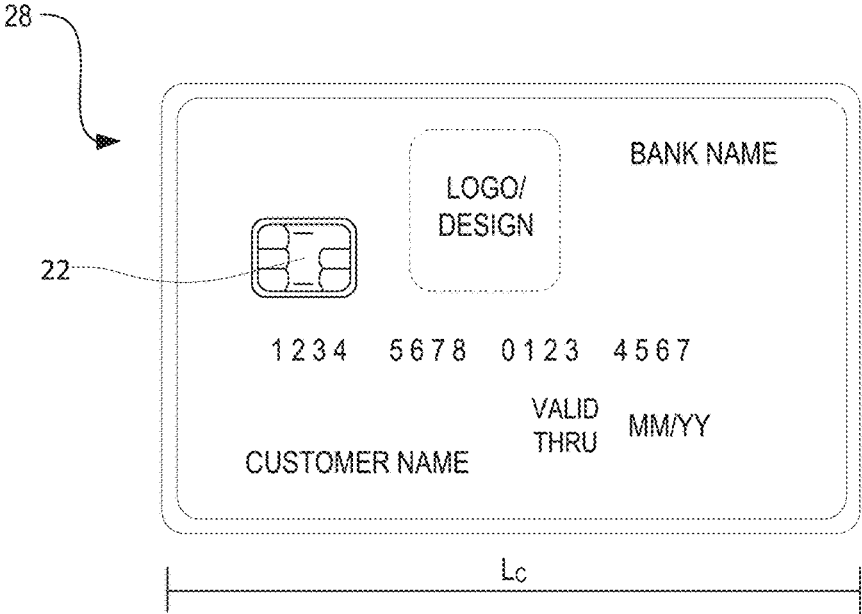 28
BANK NAME
LOGO/
DESIGN
22
1234 5678 0123 4567
VALID
THRU
MM/YY
CUSTOMER NAME
LC